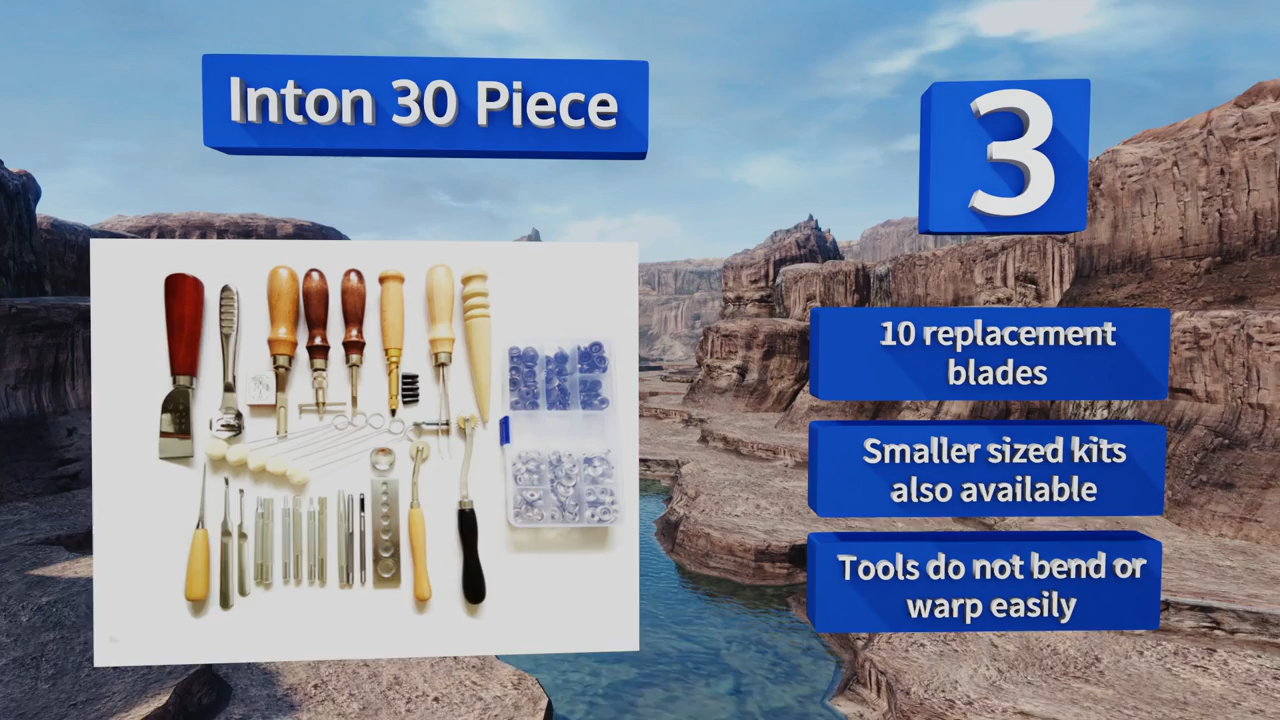 Inton 30 Piece
3
10 replacement
blades
Smaller sized kits
also available
Tools do not bend or
warp easily